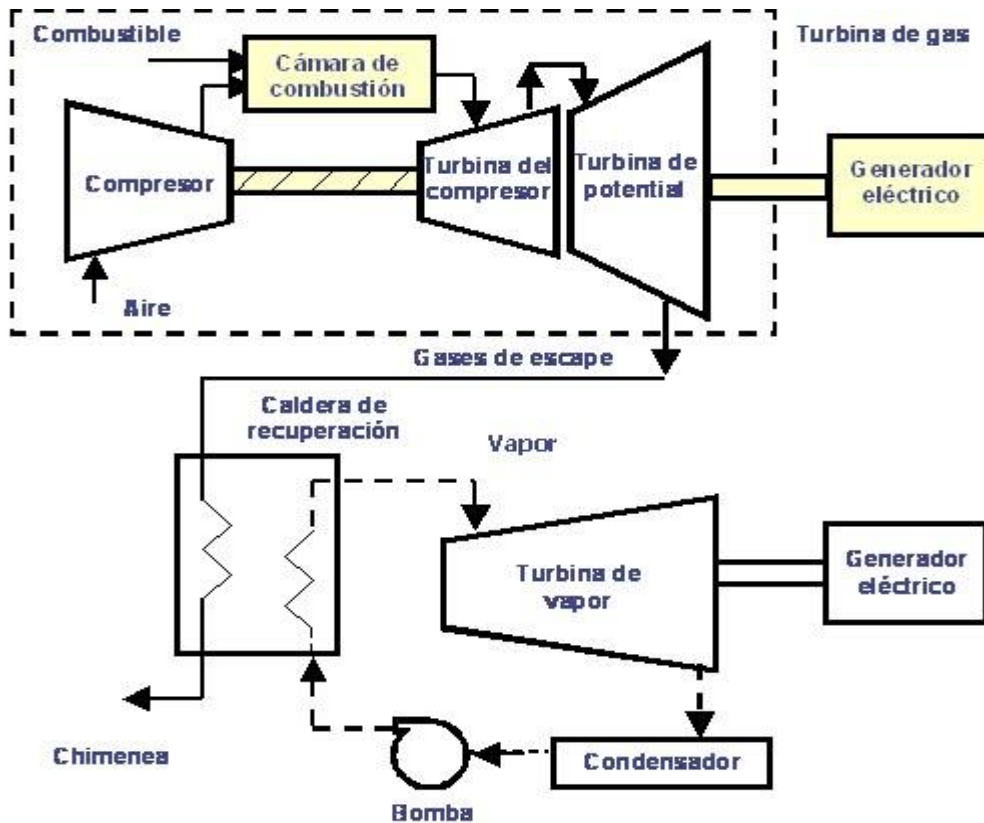 Combustible
Turbina de gas
Cámara de
combustión
Compresor
Turbina del
compresor
Turbina de
potential
Generador
eléctrico
Aire
Gases de escape
Caldera de
recuperación
Vapor
Turbina de
vapor
Generador
eléctrico
Chimenea
Condensador
Bomba